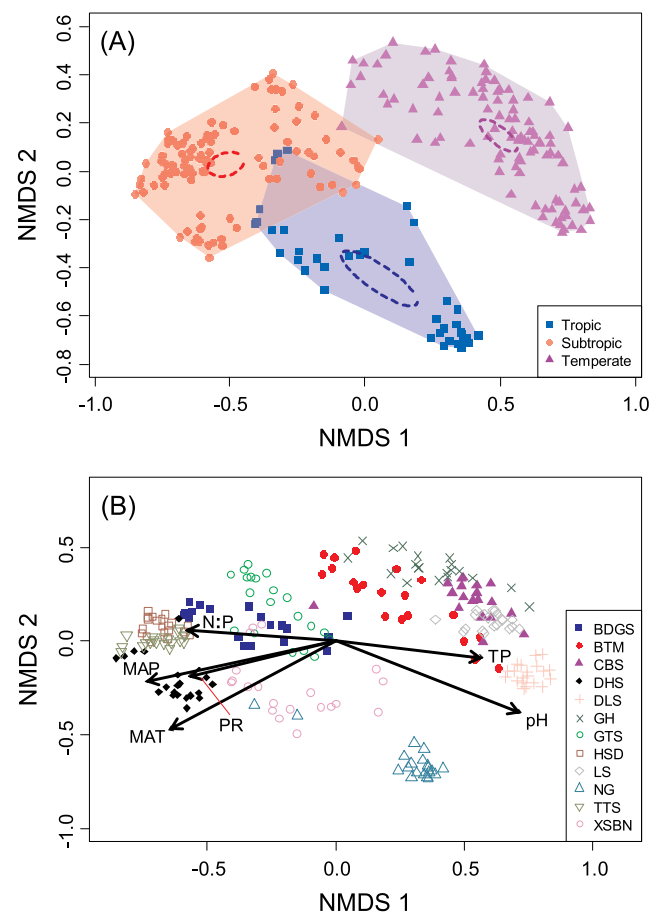 (A)
0.6
0.4
0.2
0.0
-0.2
-0.4
-0.6
-0.8
NMDS 2
Tropic
Subtropic
Temperate
-1.0
-0.5
0.0
0.5
1.0
NMDS 1
(B)
0.5
0.0
-0.5
-1.0
NMDS 2
N:P
MAP
MAT
PR
TP
pH
BDGS
BTM
CBS
DHS
DLS
GH
GTS
HSD
LS
NG
TTS
XSBN
-0.5
0.0
0.5
1.0
NMDS 1